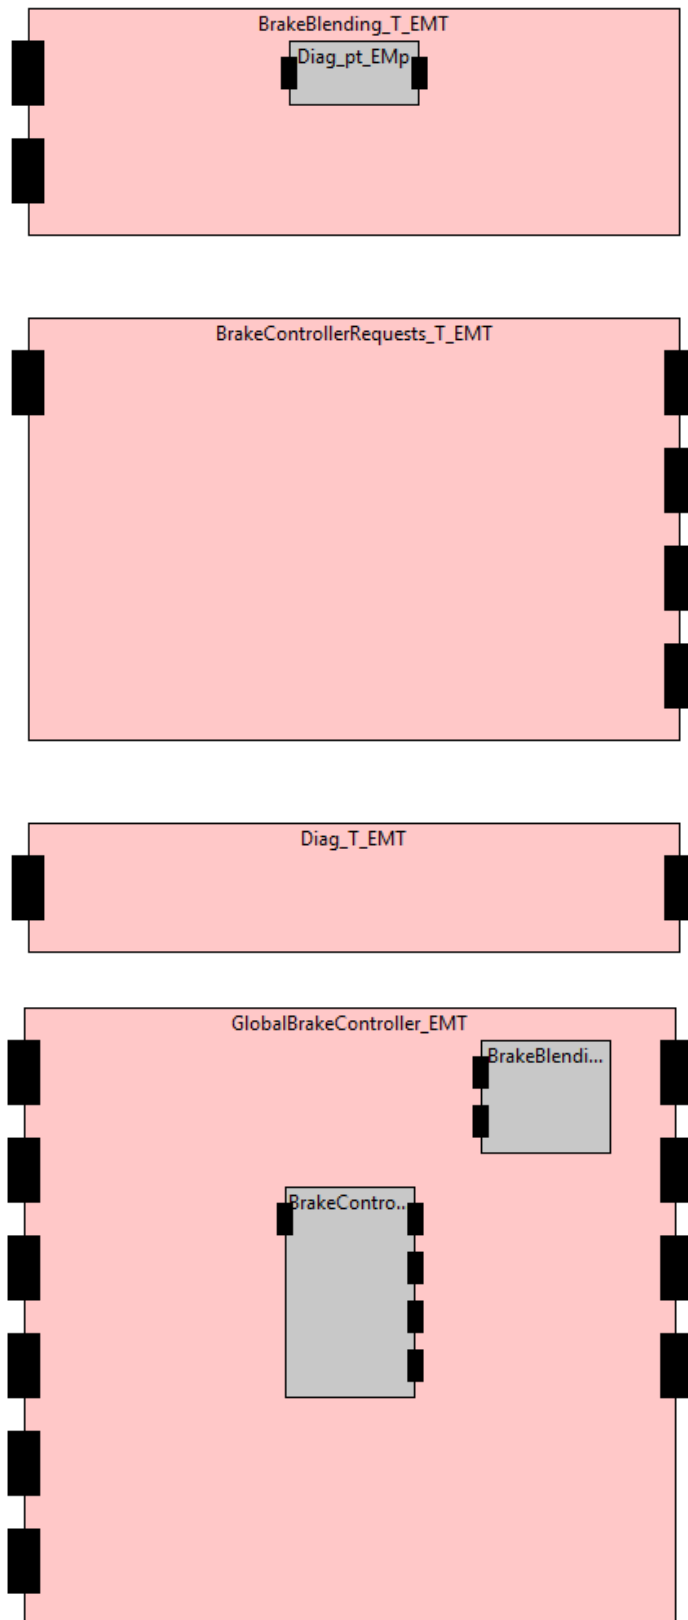 BrakeBlending_T_EMT
Diag_pt_EMp
BrakeControllerRequests_T_EMT
Diag_T_EMT
GlobalBrakeController_EMT
BrakeBlendi...
BrakeContro...